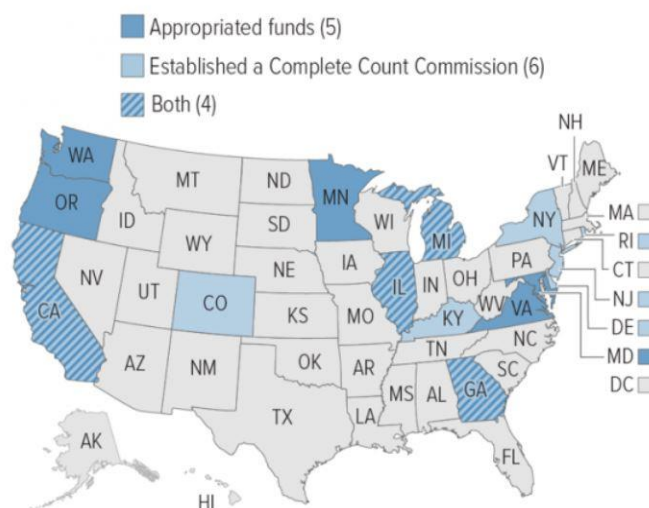 Appropriated funds (5)
Established a Complete Count Commission (6)
Both (4)
NH
VT
ME
WA
MT
ND
MN
OR
ID
SD
WI
NY
MA
WY
MI
RI
CT
IA
PA
NE
NJ
NV
IL
IN
OH
UT
CO
DE
CA
WV
VA
KS
MO
KY
MD
NC
TN
DC
AZ
NM
OK
AR
SC
MS
AL
GA
TX
LA
AK
FL
HI